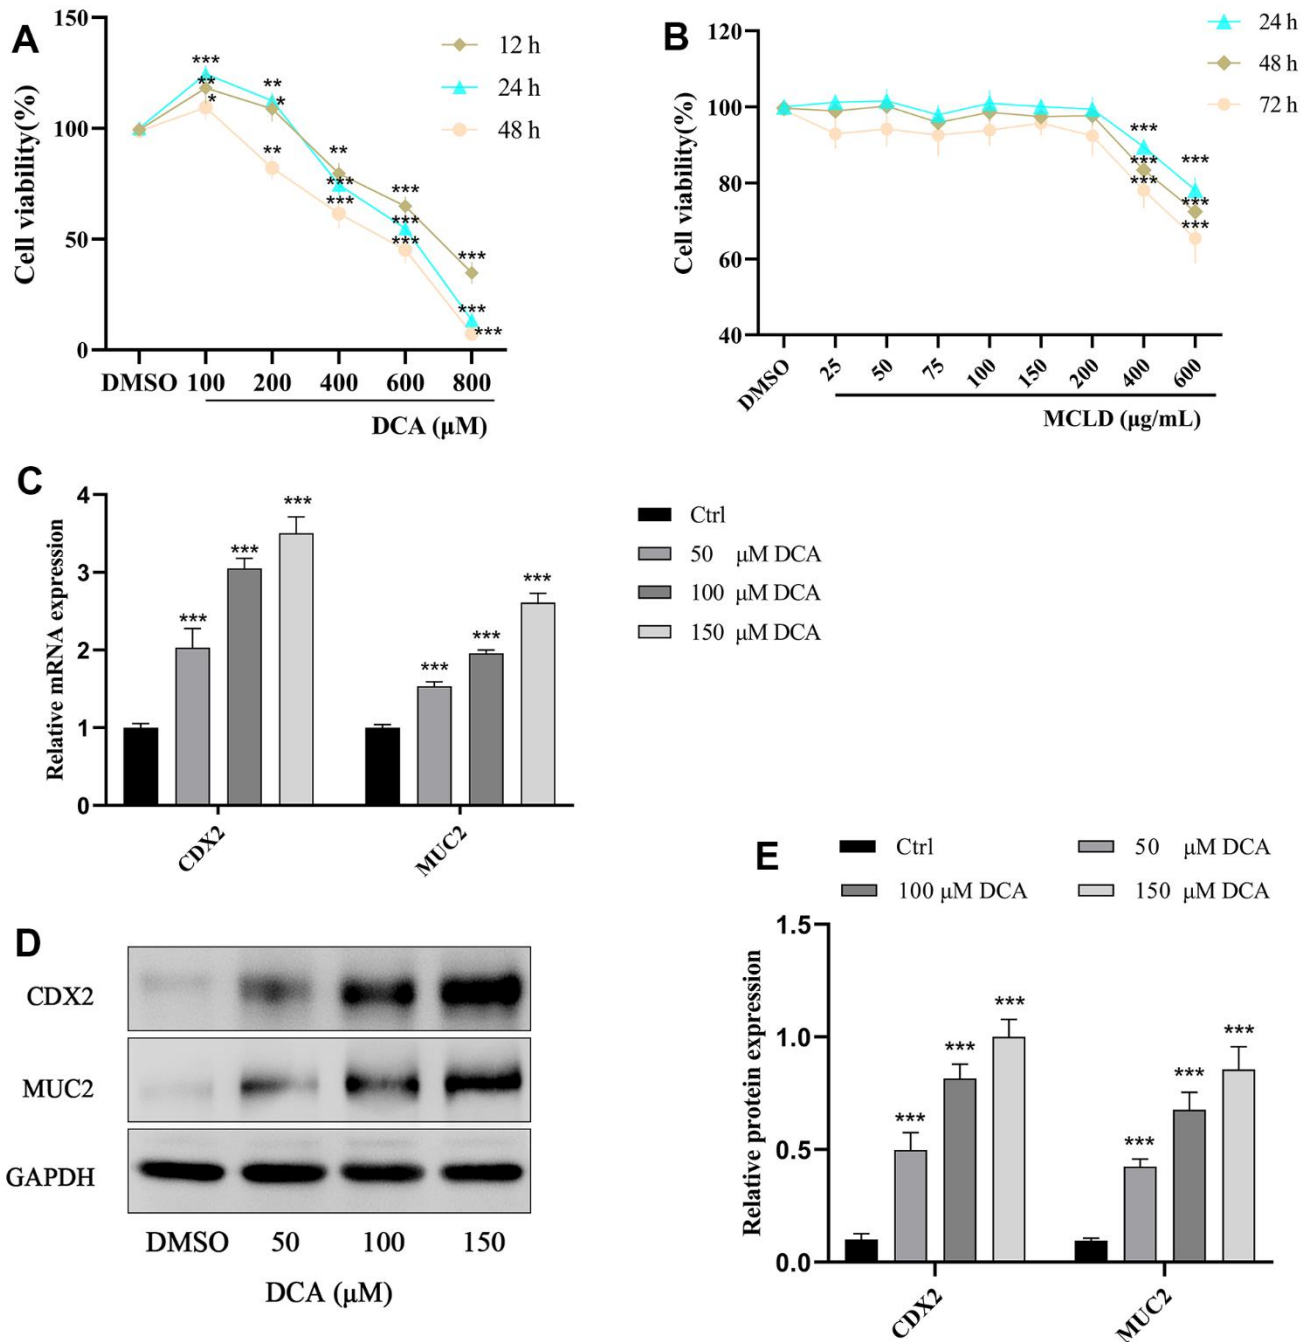 A
Cell viability(%)
150
100
50
0
12 h
24 h
48 h
***
**
*
**
*
**
**
***
***
***
***
***
***
***
***
DMSO 100 200 400 600 800
DCA (μM)
B
Cell viability(%)
120
100
80
60
40
24 h
48 h
72 h
***
***
***
***
***
***
DMSO 25 50 75 100 150 200 400 600
MCLD (μg/mL)
C
Relative mRNA expression
4
3
2
1
0
***
***
***
***
***
***
CDX2 MUC2
Ctrl
50 μM DCA
100 μM DCA
150 μM DCA
D
CDX2
MUC2
GAPDH
DMSO 50 100 150
DCA (μM)
E
Ctrl 50 μM DCA
100 μM DCA 150 μM DCA
Relative protein expression
1.5
1.0
0.5
0.0
***
***
***
***
***
***
CDX2 MUC2